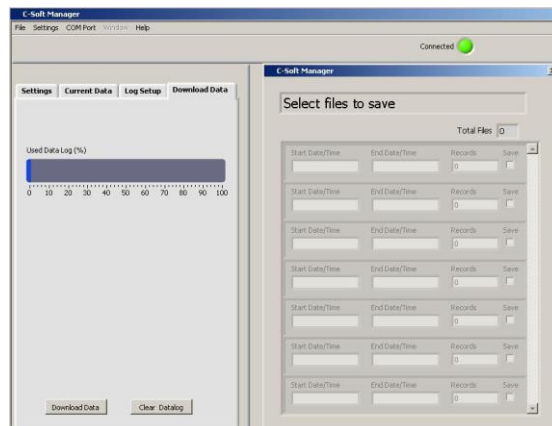 C-Soft Manager
File Settings COM Port Window Help
Connected
Settings Current Data Log Setup Download Data
Used Data Log (%)
0 10 20 30 40 50 60 70 80 90 100
Download Data Clear Datalog
C-Soft Manager
Select files to save
Total Files 0
Start Date/Time End Date/Time Records Save
0
Start Date/Time End Date/Time Records Save
0
Start Date/Time End Date/Time Records Save
0
Start Date/Time End Date/Time Records Save
0
Start Date/Time End Date/Time Records Save
0
Start Date/Time End Date/Time Records Save
0
Start Date/Time End Date/Time Records Save
0